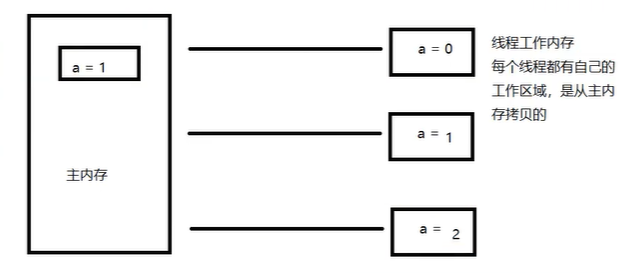 a = 1
主内存
a = 0
a = 1
a = 2
线程工作内存
每个线程都有自己的
工作区域，是从主内
存拷贝的